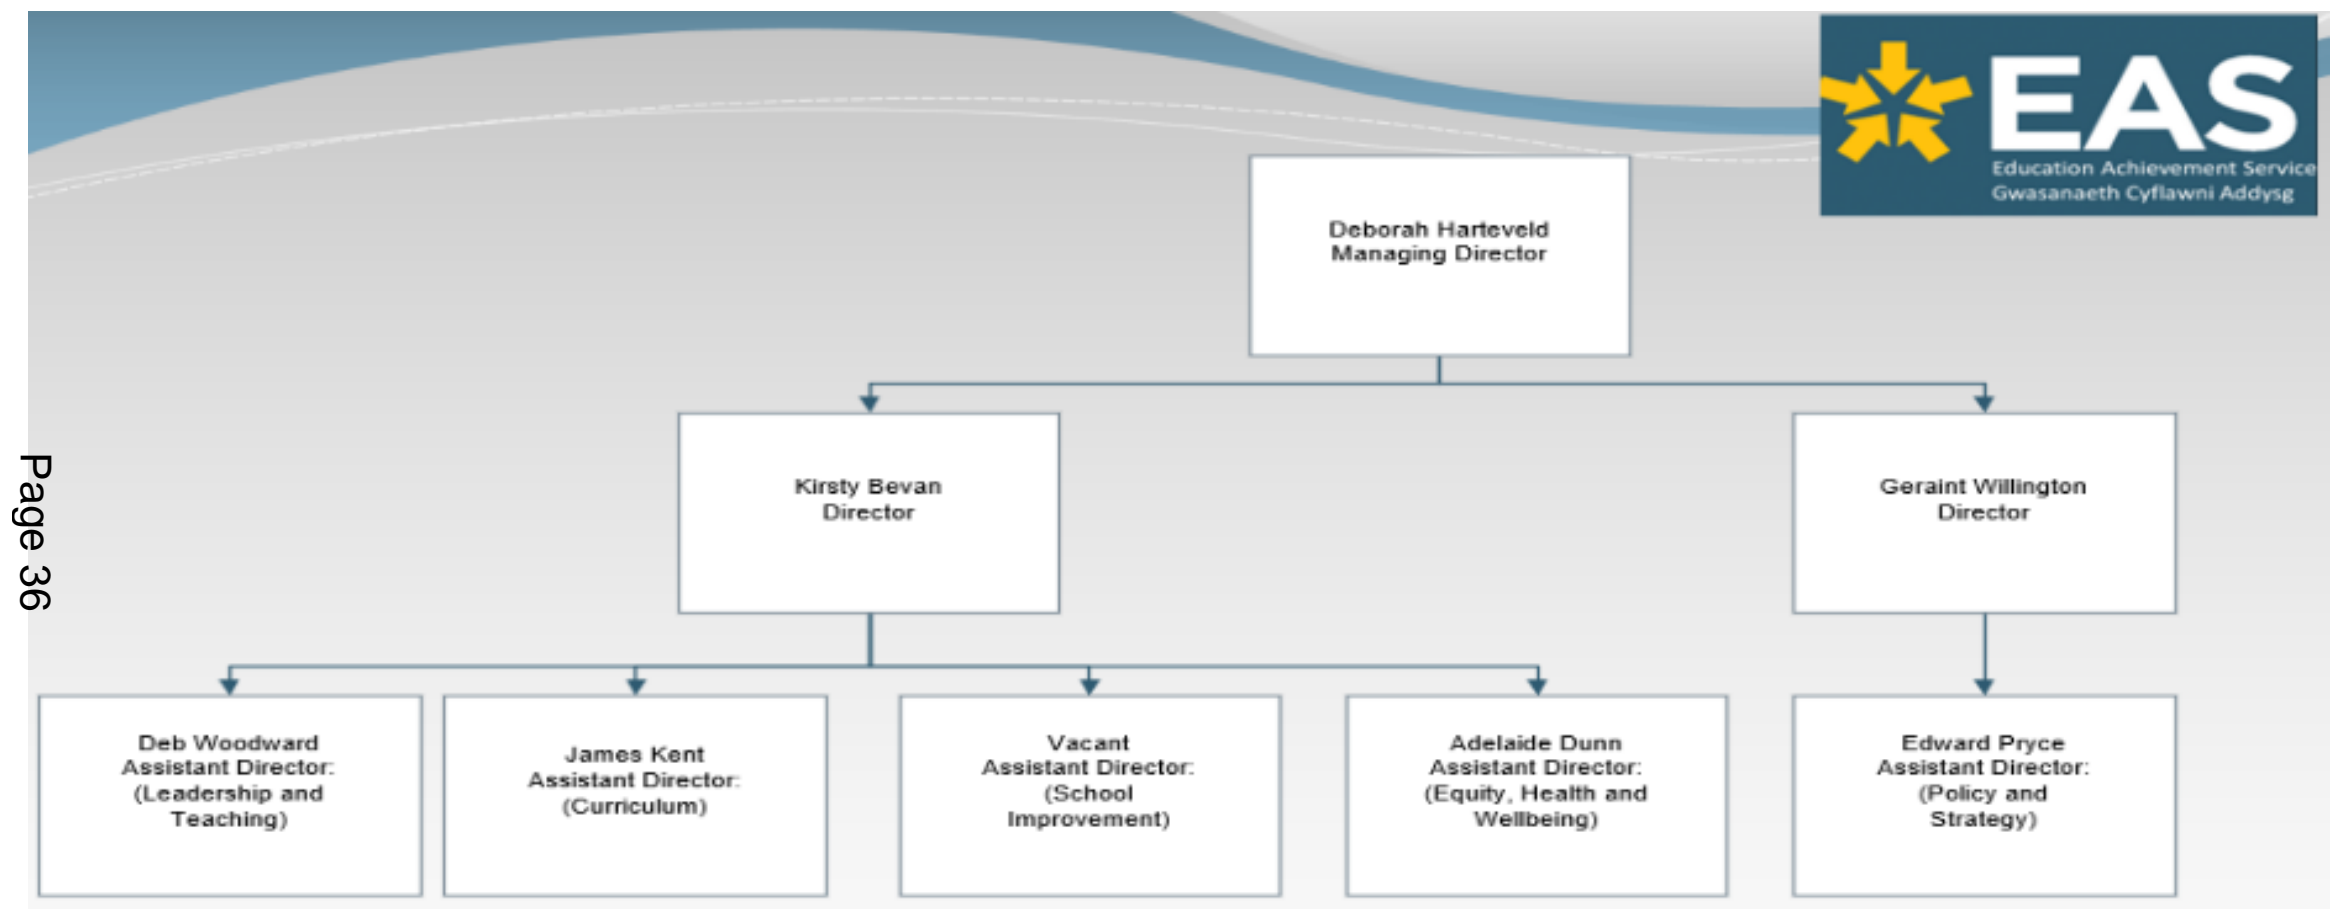 EAS
Education Achievement Service
Gwasanaeth Cyflawni Addysg
Deborah Harteveld
Managing Director
Kirsty Bevan
Director
Geraint Willington
Director
Deb Woodward
Assistant Director:
(Leadership and
Teaching)
James Kent
Assistant Director:
(Curriculum)
Vacant
Assistant Director:
(School
Improvement)
Adelaide Dunn
Assistant Director:
(Equity, Health and
Wellbeing)
Edward Pryce
Assistant Director:
(Policy and
Strategy)
Page 36